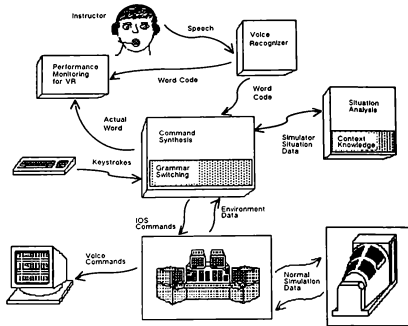 Instructor
Speech
Voice
Recognizer
Performance
Monitoring
for VR
Word Code
Word
Code
Situation
Analysis
Actual
Word
Command
Synthesis
Context
Knowledge
Simulator
Situation
Data
Keystrokes
Grammar
Switching
IOS
Commands
Environment
Data
Voice
Commands
Normal
Simulation
Data